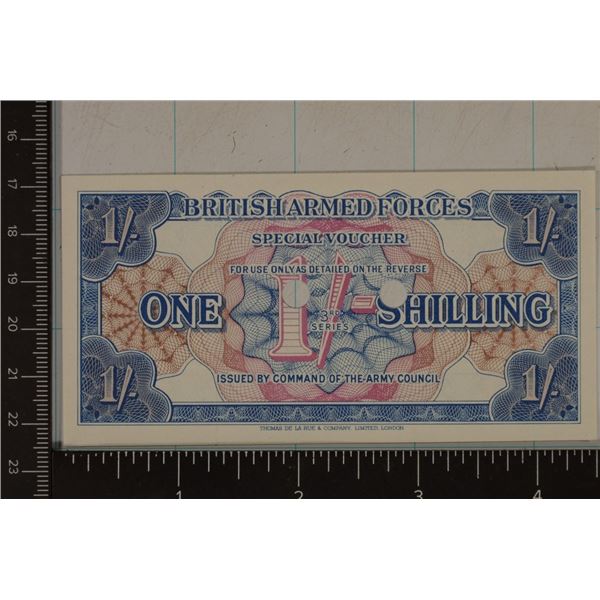 16
17
18
19
20
21
22
23
1/- 1/-
BRITISH ARMED FORCES
SPECIAL VOUCHER
FOR USE ONLY AS DETAILED ON THE REVERSE
ONE 1/- SHILLING
3RD
SERIES
ISSUED BY COMMAND OF THE ARMY COUNCIL
1/- 1/-
THOMAS DE LA RUE & COMPANY, LIMITED, LONDON.
1 2 3 4